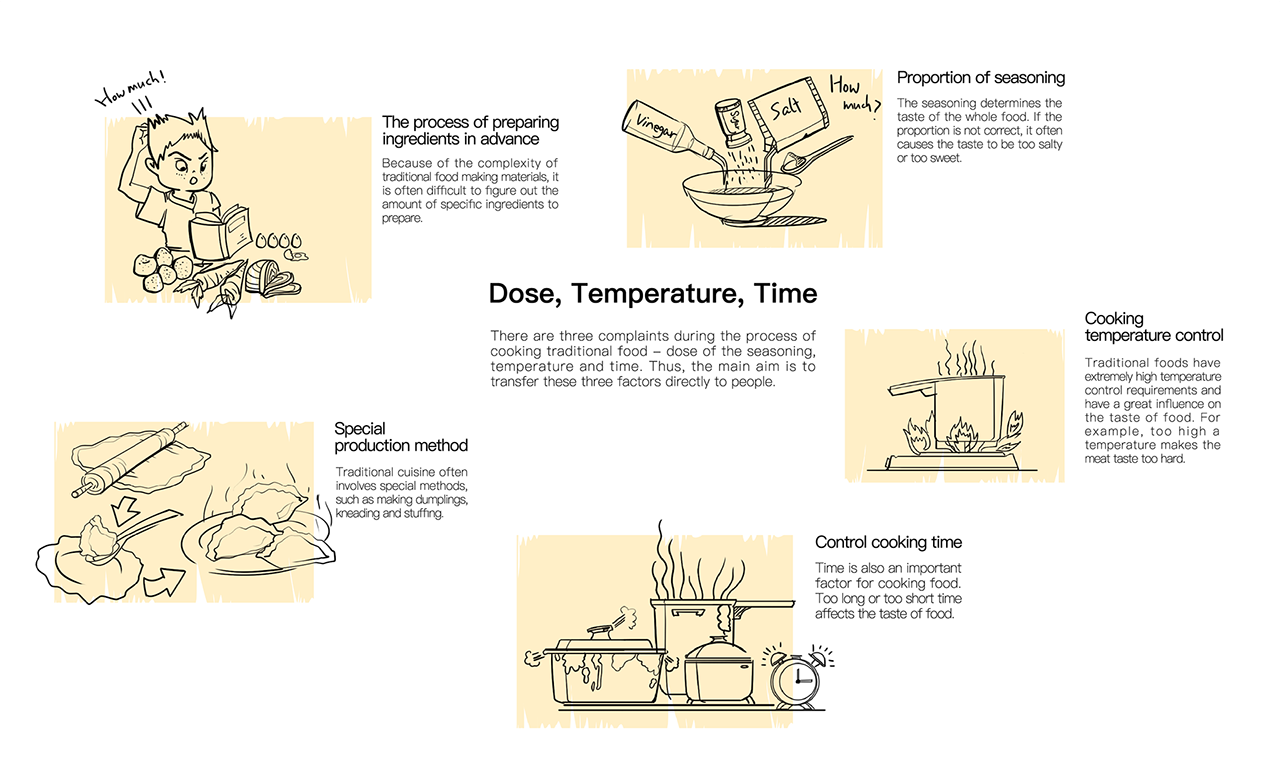 How much!
The process of preparing
ingredients in advance
Because of the complexity of
traditional food making materials, it
is often difficult to figure out the
amount of specific ingredients to
prepare.
Vinegar
Salt
How
much?
Proportion of seasoning
The seasoning determines the
taste of the whole food. If the
proportion is not correct, it often
causes the taste to be too salty
or too sweet.
Dose, Temperature, Time
There are three complaints during the process of
cooking traditional food – dose of the seasoning,
temperature and time. Thus, the main aim is to
transfer these three factors directly to people.
Cooking
temperature control
Traditional foods have
extremely high temperature
control requirements and
have a great influence on
the taste of food. For
example, too high a
temperature makes the
meat taste too hard.
Special
production method
Traditional cuisine often
involves special methods,
such as making dumplings,
kneading and stuffing.
Control cooking time
Time is also an important
factor for cooking food.
Too long or too short time
affects the taste of food.